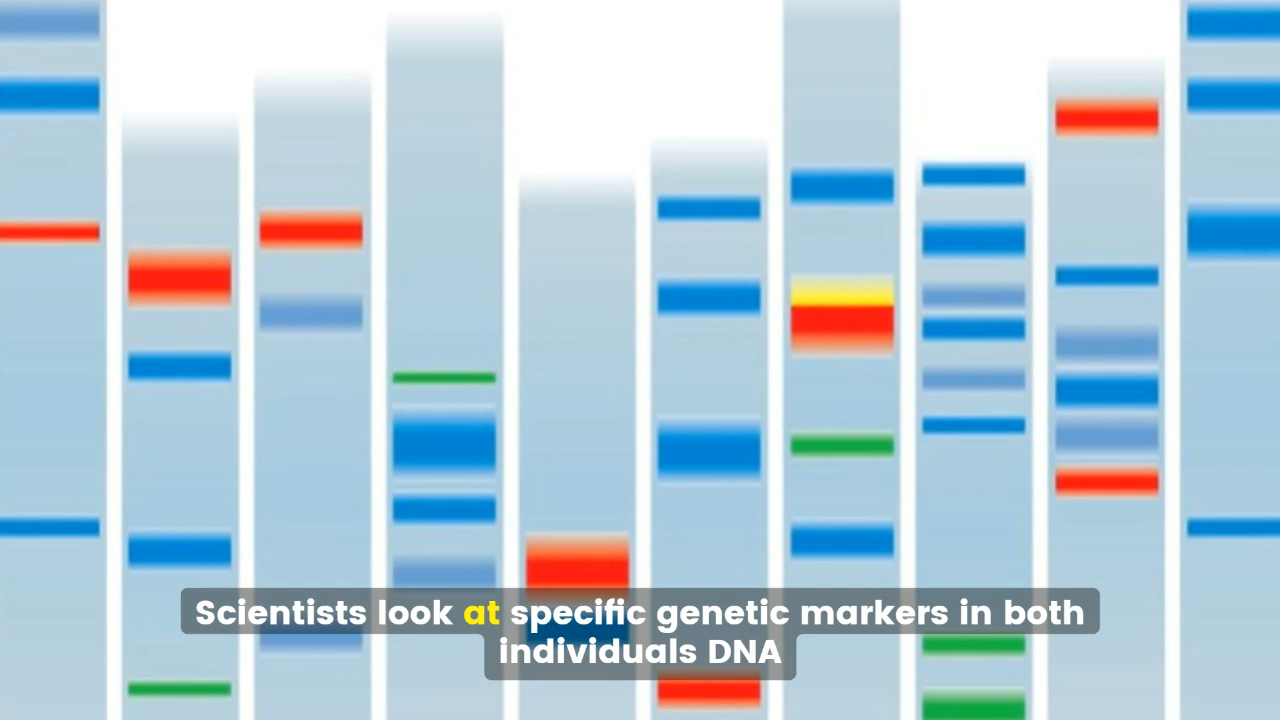 Scientists look at specific genetic markers in both
individuals DNA